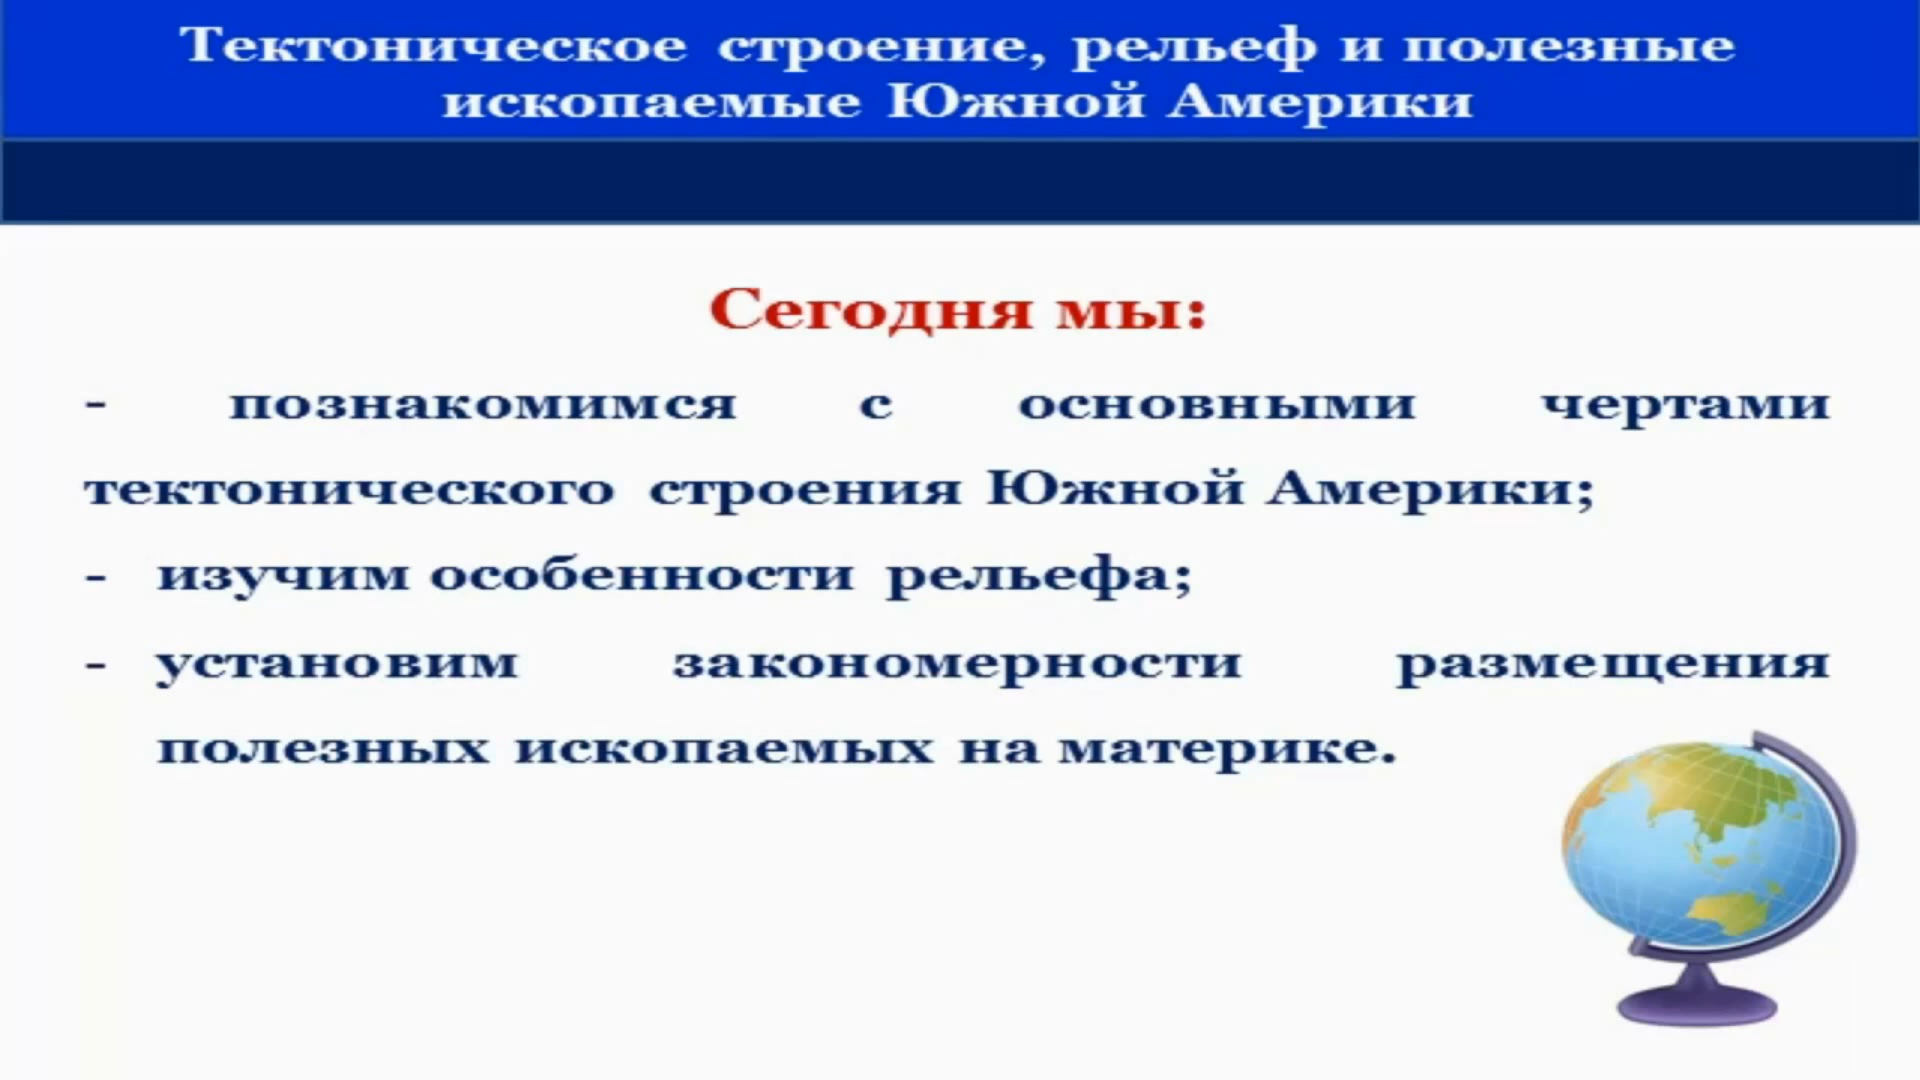 Тектоническое строение, рельеф и полезные
ископаемые Южной Америки
Сегодня мы:
- познакомимся с основными чертами
тектонического строения Южной Америки;
- изучим особенности рельефа;
- установим закономерности размещения
полезных ископаемых на материке.